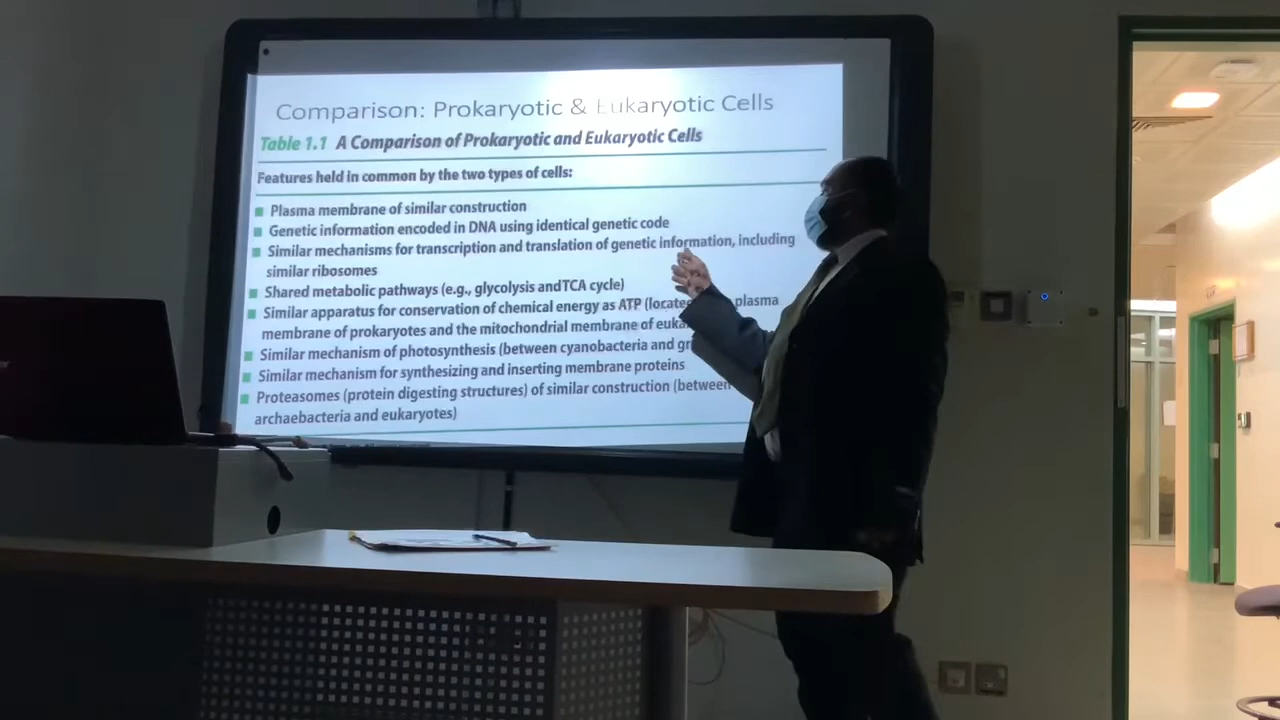 Comparison: Prokaryotic & Eukaryotic Cells
Table 1.1 A Comparison of Prokaryotic and Eukaryotic Cells
Features held in common by the two types of cells:
Plasma membrane of similar construction
Genetic information encoded in DNA using identical genetic code
Similar mechanisms for transcription and translation of genetic information, including
similar ribosomes
Shared metabolic pathways (e.g., glycolysis andTCA cycle)
Similar apparatus for conservation of chemical energy as ATP (located plasma
membrane of prokaryotes and the mitochondrial membrane of
Similar mechanism of photosynthesis (between cyanobacteria and
Similar mechanism for synthesizing and inserting membrane proteins
Proteasomes (protein digesting structures) of similar construction (between
archaebacteria and eukaryotes)